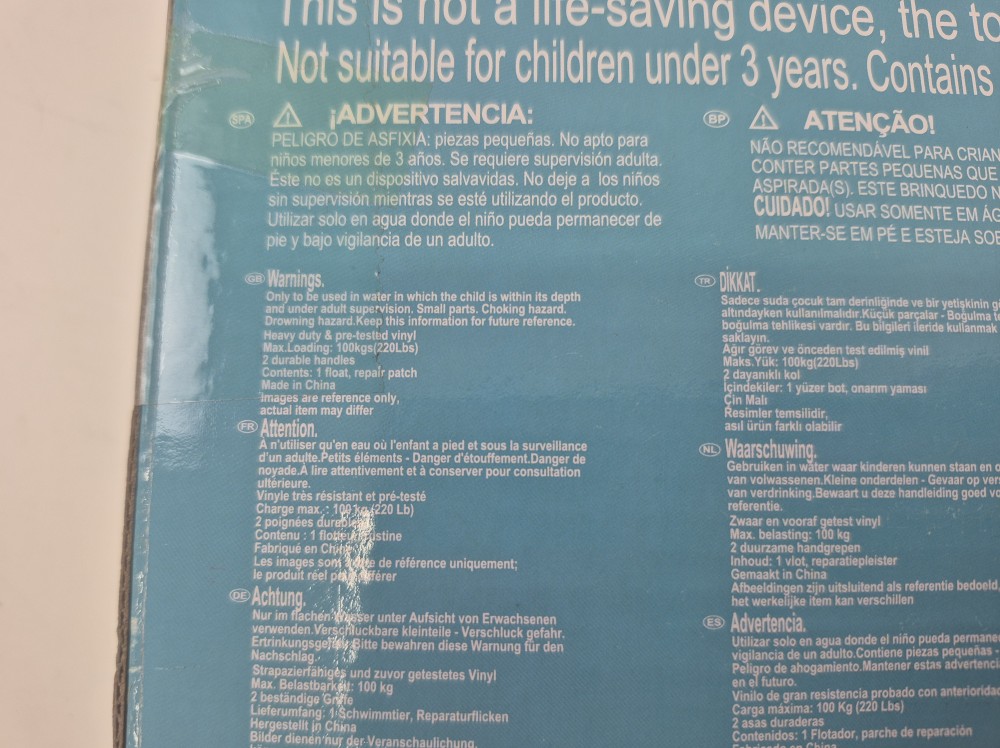 This is not a life-saving device, the to
Not suitable for children under 3 years. Contains
SPA ¡ADVERTENCIA:
PELIGRO DE ASFIXIA: piezas pequeñas. No apto para
niños menores de 3 años. Se requiere supervisión adulta.
Éste no es un dispositivo salvavidas. No deje a los niños
sin supervisión mientras se esté utilizando el producto.
Utilizar solo en agua donde el niño pueda permanecer de
pie y bajo vigilancia de un adulto.
BP ATENÇÃO!
NÃO RECOMENDÁVEL PARA CRIAN
CONTER PARTES PEQUENAS QUE
ASPIRADA(S). ESTE BRINQUEDO N
CUIDADO! USAR SOMENTE EM ÁG
MANTER-SE EM PÉ E ESTEJA SOB
GB Warnings.
Only to be used in water in which the child is within its depth
and under adult supervision. Small parts. Choking hazard.
Drowning hazard.Keep this information for future reference.
Heavy duty & pre-tested vinyl
Max.Loading: 100kgs(220Lbs)
2 durable handles
Contents: 1 float, repair patch
Made in China
Images are reference only,
actual item may differ
FR Attention.
A n'utiliser qu'en eau où l'enfant a pied et sous la surveillance
d'un adulte.Petits éléments - Danger d'étouffement.Danger de
noyade.À lire attentivement et à conserver pour consultation
ultérieure.
Vinyle très résistant et pré-testé
Charge max. : 100 kg (220 Lb)
2 poignées durables
Contenu : 1 flotteur
Fabriqué en Chine
Les images sont de référence uniquement;
le produit réel peut différer
DE Achtung.
Nur im flachen Wasser unter Aufsicht von Erwachsenen
verwenden.Verschluckbare kleinteile - Verschluck gefahr.
Ertrinkungsgefahr.Bitte bewahren diese Warnung für den
Nachschlag.
Strapazierfähiges und zuvor getestetes Vinyl
Max. Belastbarkeit: 100 kg
2 beständige Griffe
Lieferumfang: 1 Schwimmtier, Reparaturflicken
Hergestellt in China
Bilder dienen nur der Veranschaulichung,
TR DİKKAT.
Sadece suda çocuk tam derinliğinde ve bir yetişkinin g
altındayken kullanılmalıdır.Küçük parçalar - Boğulma te
boğulma tehlikesi vardır. Bu bilgileri ileride kullanmak
saklayın.
Ağır görev ve önceden test edilmiş vinil
Maks.Yük: 100kg(220Lbs)
2 dayanıklı kol
İçindekiler: 1 yüzer bot, onarım yaması
Çin Malı
Resimler temsilidir,
asıl ürün farklı olabilir
NL Waarschuwing.
Gebruiken in water waar kinderen kunnen staan en o
van volwassenen.Kleine onderdelen - Gevaar op vers
van verdrinking.Bewaart u deze handleiding goed vo
referentie.
Zwaar en vooraf getest vinyl
Max. belasting: 100 kg
2 duurzame handgrepen
Inhoud: 1 vlot, reparatiepleister
Gemaakt in China
Afbeeldingen zijn uitsluitend als referentie bedoeld,
het werkelijke item kan verschillen
ES Advertencia.
Utilizar solo en agua donde el niño pueda permane
vigilancia de un adulto.Contiene piezas pequeñas -
Peligro de ahogamiento.Mantener estas advertenci
en el futuro.
Vinilo de gran resistencia probado con anteriorida
Carga máxima: 100 Kg (220 Lbs)
2 asas duraderas
Contenidos: 1 Flotador, parche de reparación
Fabricado en China